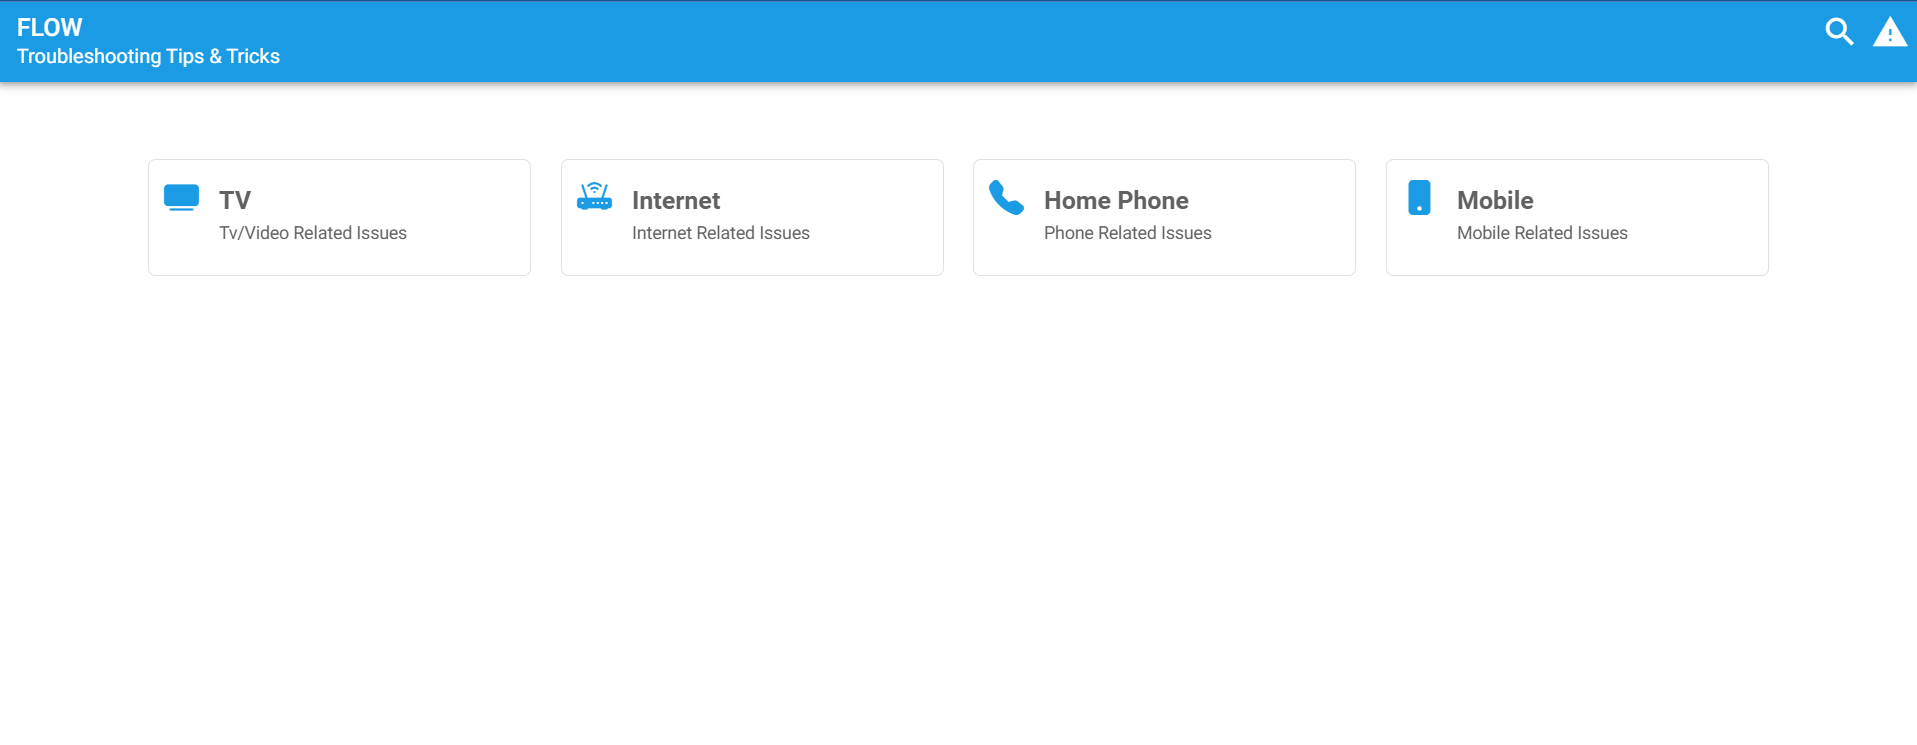 FLOW
Troubleshooting Tips & Tricks
TV
Tv/Video Related Issues
Internet
Internet Related Issues
Home Phone
Phone Related Issues
Mobile
Mobile Related Issues